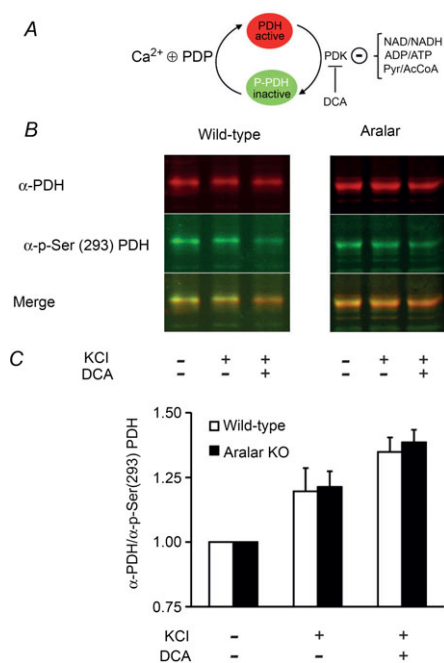 A
PDH
active
Ca²⁺ ⊕ PDP
PDK
NAD/NADH
ADP/ATP
Pyr/AcCoA
P-PDH
inactive
DCA
B
Wild-type
Aralar
α-PDH
α-p-Ser (293) PDH
Merge
C
KCl - + + - + +
DCA - - + - - +
α-PDH/α-p-Ser(293) PDH
1.50
1.25
1.00
0.75
Wild-type
Aralar KO
KCl - + +
DCA - - +